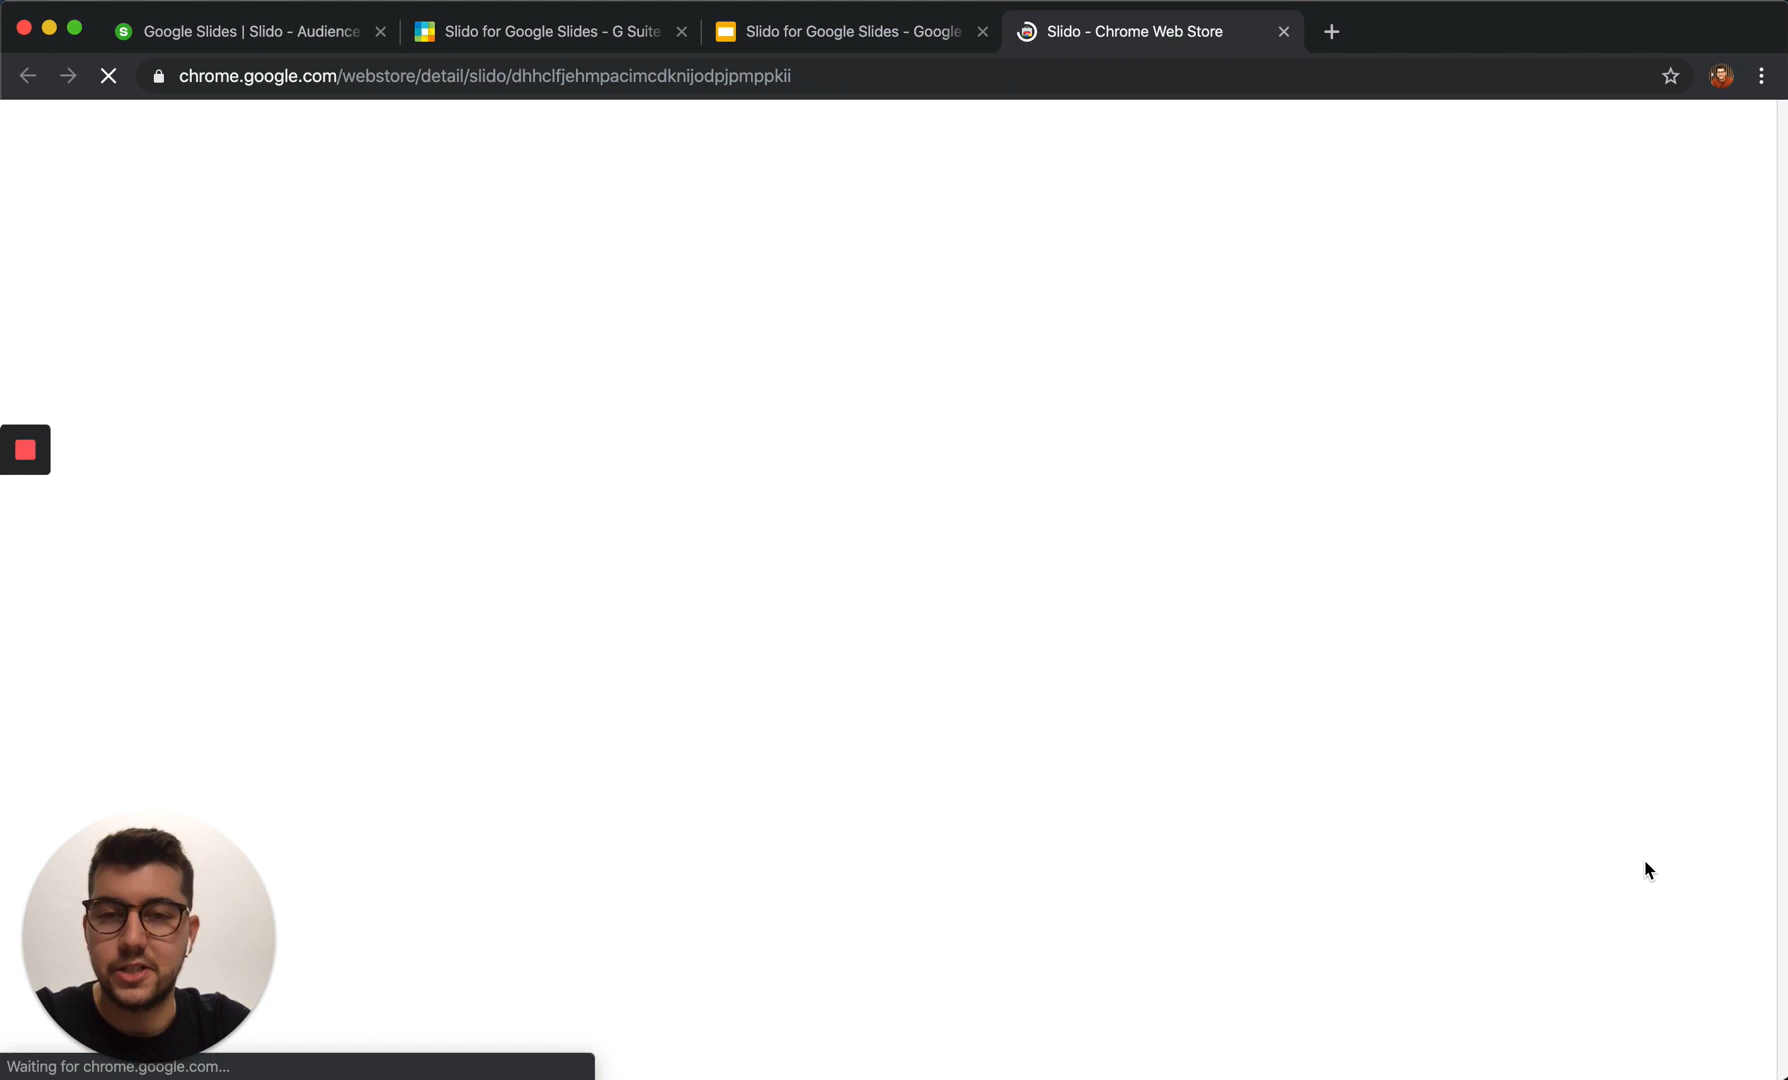 S Google Slides | Slido - Audience
Slido for Google Slides - G Suite
Slido for Google Slides - Google
Slido - Chrome Web Store
chrome.google.com/webstore/detail/slido/dhhclfjehmpacimcdknijodpjpmppkii
Waiting for chrome.google.com...